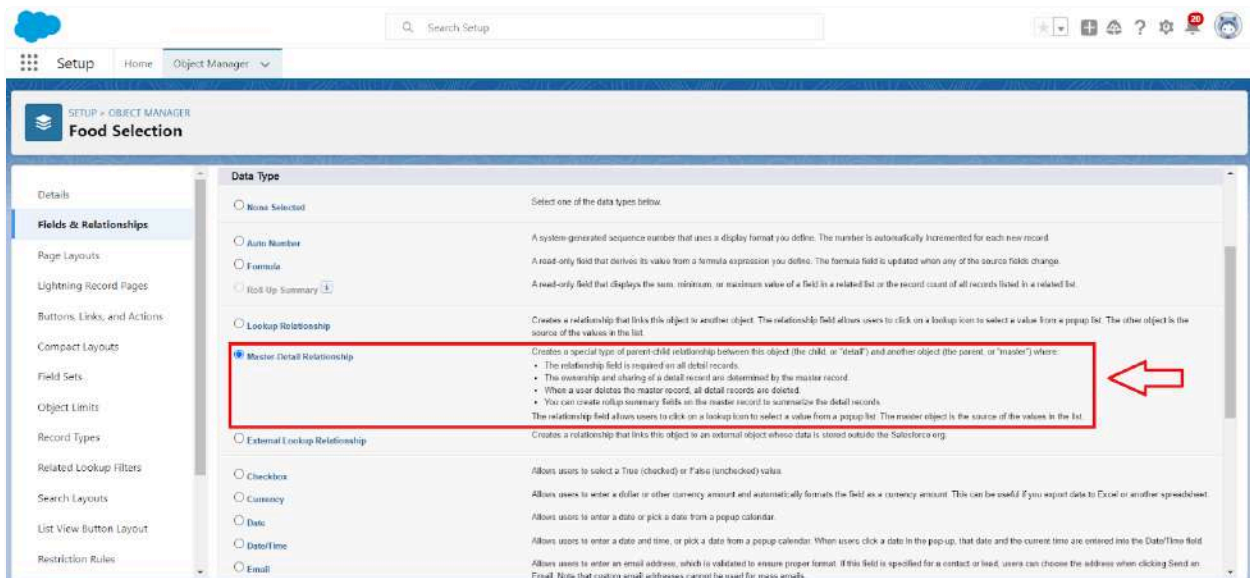 Search Setup
20
Setup
Home
Object Manager
SETUP > OBJECT MANAGER
Food Selection
Details
Fields & Relationships
Page Layouts
Lightning Record Pages
Buttons, Links, and Actions
Compact Layouts
Field Sets
Object Limits
Record Types
Related Lookup Filters
Search Layouts
List View Button Layout
Restriction Rules
Data Type
None Selected
Select one of the data types below.
Auto Number
A system-generated sequence number that uses a display format you define. The number is automatically incremented for each new record.
Formula
A read-only field that derives its value from a formula expression you define. The formula field is updated when any of the source fields change.
Roll-Up Summary
A read-only field that displays the sum, minimum, or maximum value of a field in a related list or the record count of all records listed in a related list.
Lookup Relationship
Creates a relationship that links this object to another object. The relationship field allows users to click on a lookup icon to select a value from a popup list. The other object is the
source of the values in the list.
Master-Detail Relationship
Creates a special type of parent-child relationship between this object (the child, or "detail") and another object (the parent, or "master") where:
• The relationship field is required on all detail records.
• The ownership and sharing of a detail record are determined by the master record.
• When a user deletes the master record, all detail records are deleted.
• You can create rollup summary fields on the master record to summarize the detail records.
The relationship field allows users to click on a lookup icon to select a value from a popup list. The master object is the source of the values in the list.
External Lookup Relationship
Creates a relationship that links this object to an external object whose data is stored outside the Salesforce org.
Checkbox
Allows users to select a True (checked) or False (unchecked) value.
Currency
Allows users to enter a dollar or other currency amount and automatically formats the field as a currency amount. This can be useful if you export data to Excel or another spreadsheet.
Date
Allows users to enter a date or pick a date from a popup calendar.
Date/Time
Allows users to enter a date and time, or pick a date from a popup calendar. When users click a date in the pop-up, that date and the current time are entered into the Date/Time field.
Email
Allows users to enter an email address, which is validated to ensure proper format. If this field is specified for a contact or lead, users can choose the address when clicking Send an
Email. Note that custom email addresses cannot be used for mass emails.